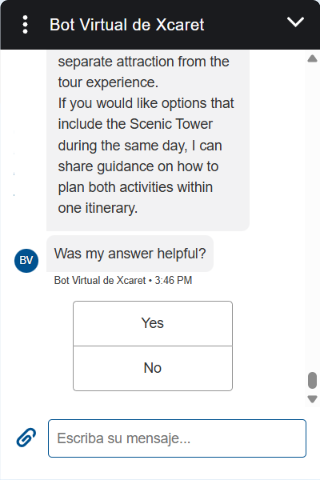 Bot Virtual de Xcaret
separate attraction from the
tour experience.
If you would like options that
include the Scenic Tower
during the same day, I can
share guidance on how to
plan both activities within
one itinerary.
Was my answer helpful?
BV
Bot Virtual de Xcaret • 3:46 PM
Yes
No
Escriba su mensaje...